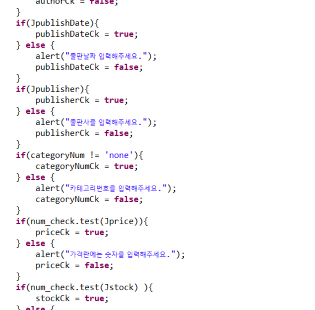 authorCk = false;
}
if(JpublishDate){
publishDateCk = true;
} else {
alert("출판날짜 입력해주세요.");
publishDateCk = false;
}
if(Jpublisher){
publisherCk = true;
} else {
alert("출판사를 입력해주세요.");
publisherCk = false;
}
if(categoryNum != 'none'){
categoryNumCk = true;
} else {
alert("카테고리번호를 입력해주세요.");
categoryNumCk = false;
}
if(num_check.test(Jprice)){
priceCk = true;
} else {
alert("가격란에는 숫자를 입력해주세요.");
priceCk = false;
}
if(num_check.test(Jstock) ){
stockCk = true;
} else {